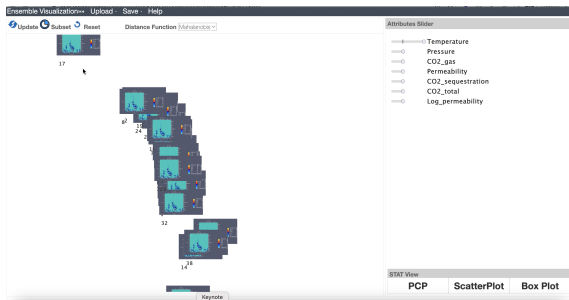 Ensemble Visualization Upload Save Help
Update Subset Reset Distance Function Mahalanobis
Attributes Slider
17
Temperature
Pressure
CO2_gas
Permeability
CO2_sequestration
CO2_total
Log_permeability
24
32
38
14
STAT View
PCP ScatterPlot Box Plot
Keynote